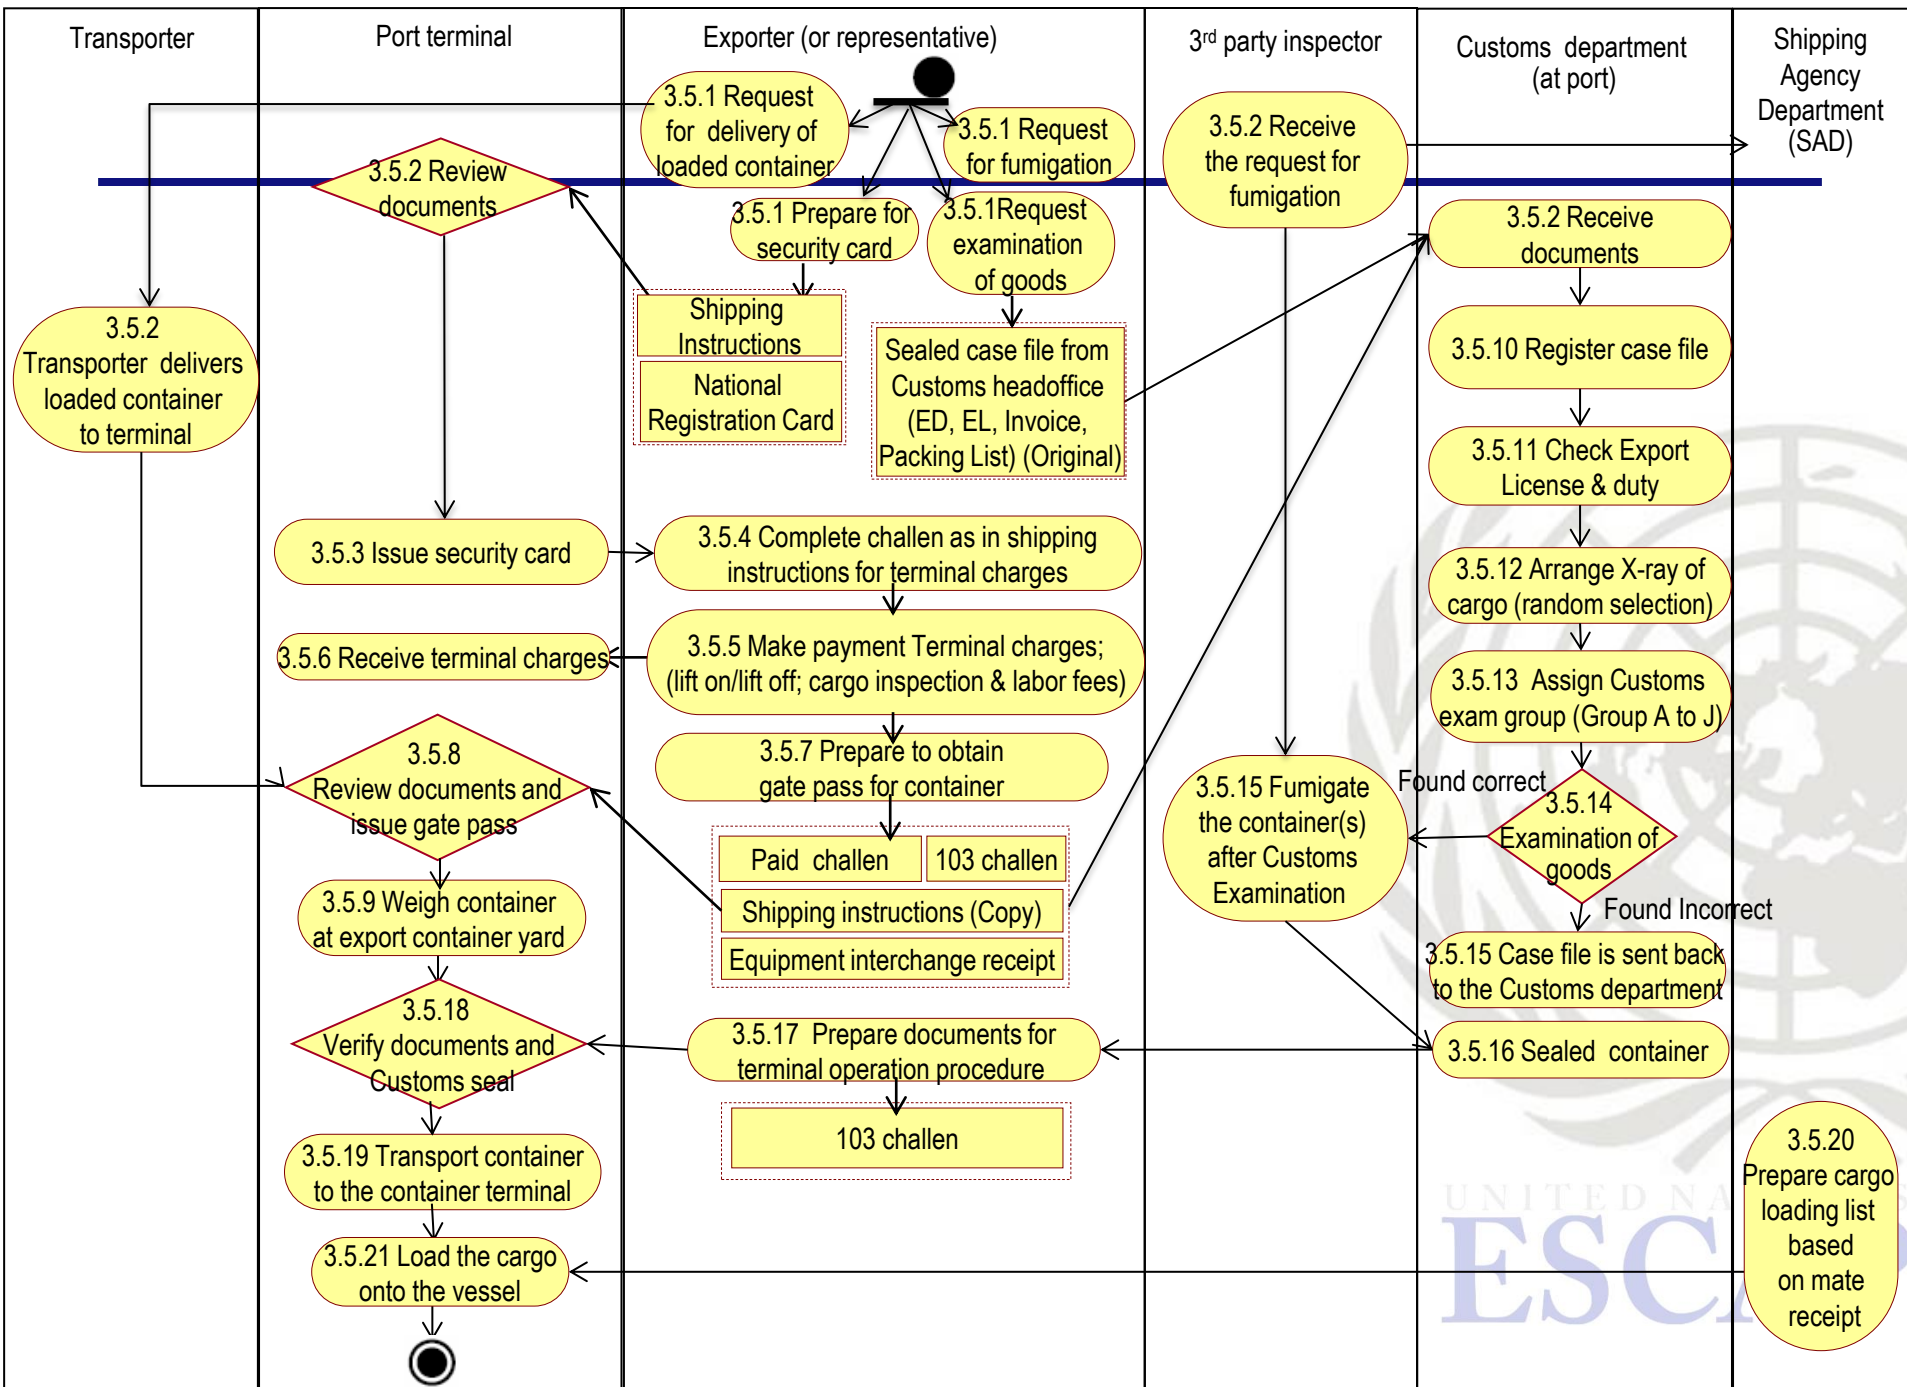 Transporter
Port terminal
Exporter (or representative)
3rd party inspector
Customs department
(at port)
Shipping
Agency
Department
(SAD)
3.5.1 Request
for delivery of
loaded container
3.5.1 Request
for fumigation
3.5.2 Receive
the request for
fumigation
3.5.2 Review
documents
3.5.1 Prepare for
security card
3.5.1Request
examination
of goods
3.5.2 Receive
documents
3.5.2
Transporter delivers
loaded container
to terminal
Shipping
Instructions
National
Registration Card
Sealed case file from
Customs headoffice
(ED, EL, Invoice,
Packing List) (Original)
3.5.10 Register case file
3.5.11 Check Export
License & duty
3.5.3 Issue security card
3.5.4 Complete challen as in shipping
instructions for terminal charges
3.5.12 Arrange X-ray of
cargo (random selection)
3.5.6 Receive terminal charges
3.5.5 Make payment Terminal charges;
(lift on/lift off; cargo inspection & labor fees)
3.5.13 Assign Customs
exam group (Group A to J)
3.5.8
Review documents and
issue gate pass
3.5.7 Prepare to obtain
gate pass for container
3.5.15 Fumigate
the container(s)
after Customs
Examination
Found correct
3.5.14
Examination of
goods
Paid challen
103 challen
Shipping instructions (Copy)
Equipment interchange receipt
3.5.9 Weigh container
at export container yard
Found Incorrect
3.5.15 Case file is sent back
to the Customs department
3.5.18
Verify documents and
Customs seal
3.5.17 Prepare documents for
terminal operation procedure
3.5.16 Sealed container
103 challen
3.5.19 Transport container
to the container terminal
3.5.20
Prepare cargo
loading list
based
on mate
receipt
3.5.21 Load the cargo
onto the vessel
UNITED NA
ESCAP